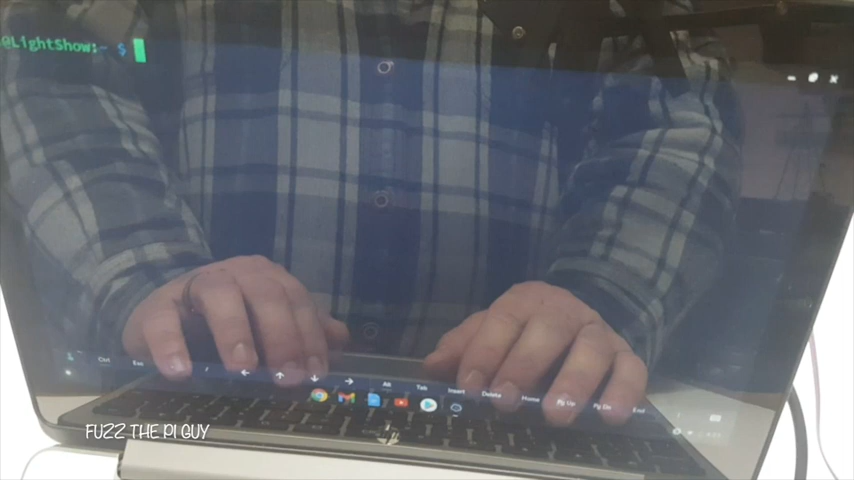 @LightShow:~ $
Ctrl Esc / ← ↑ ↓ → Alt Tab Insert Delete Home Pg Up Pg Dn End
FUZZ THE PI GUY